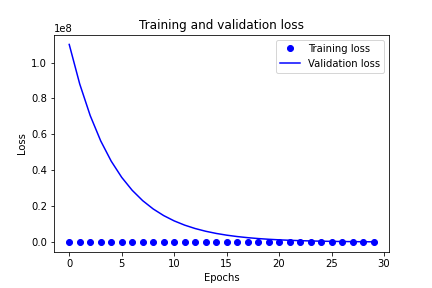 Training and validation loss
1e8
Training loss
Validation loss
1.0
0.8
0.6
0.4
0.2
0.0
Loss
0 5 10 15 20 25 30
Epochs